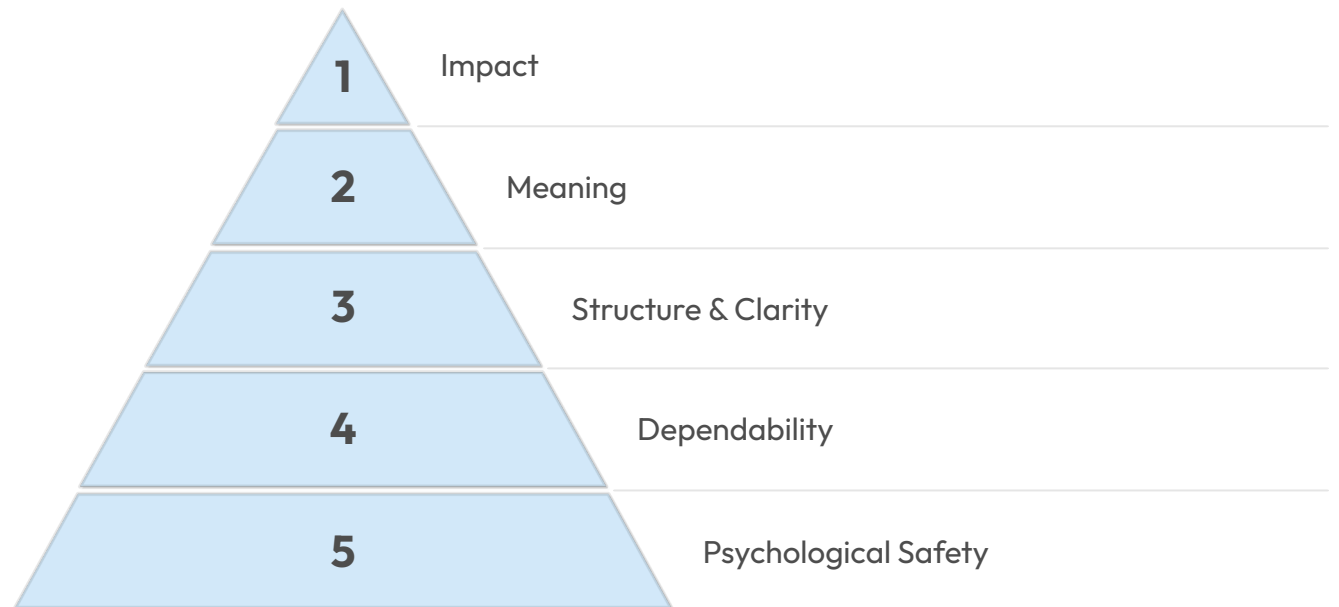 1 Impact
2 Meaning
3 Structure & Clarity
4 Dependability
5 Psychological Safety